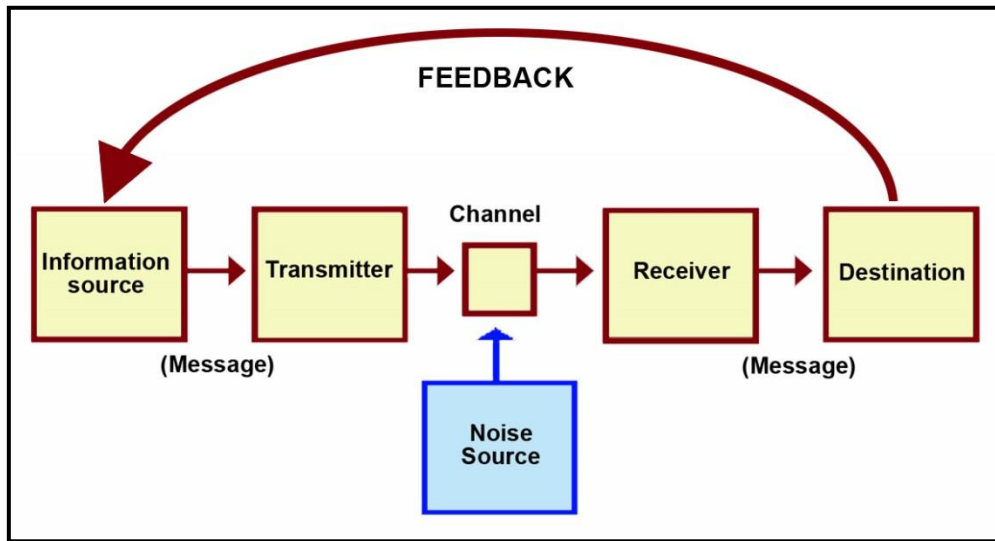 FEEDBACK
Channel
Information
source
Transmitter
Receiver
Destination
(Message)
(Message)
Noise
Source